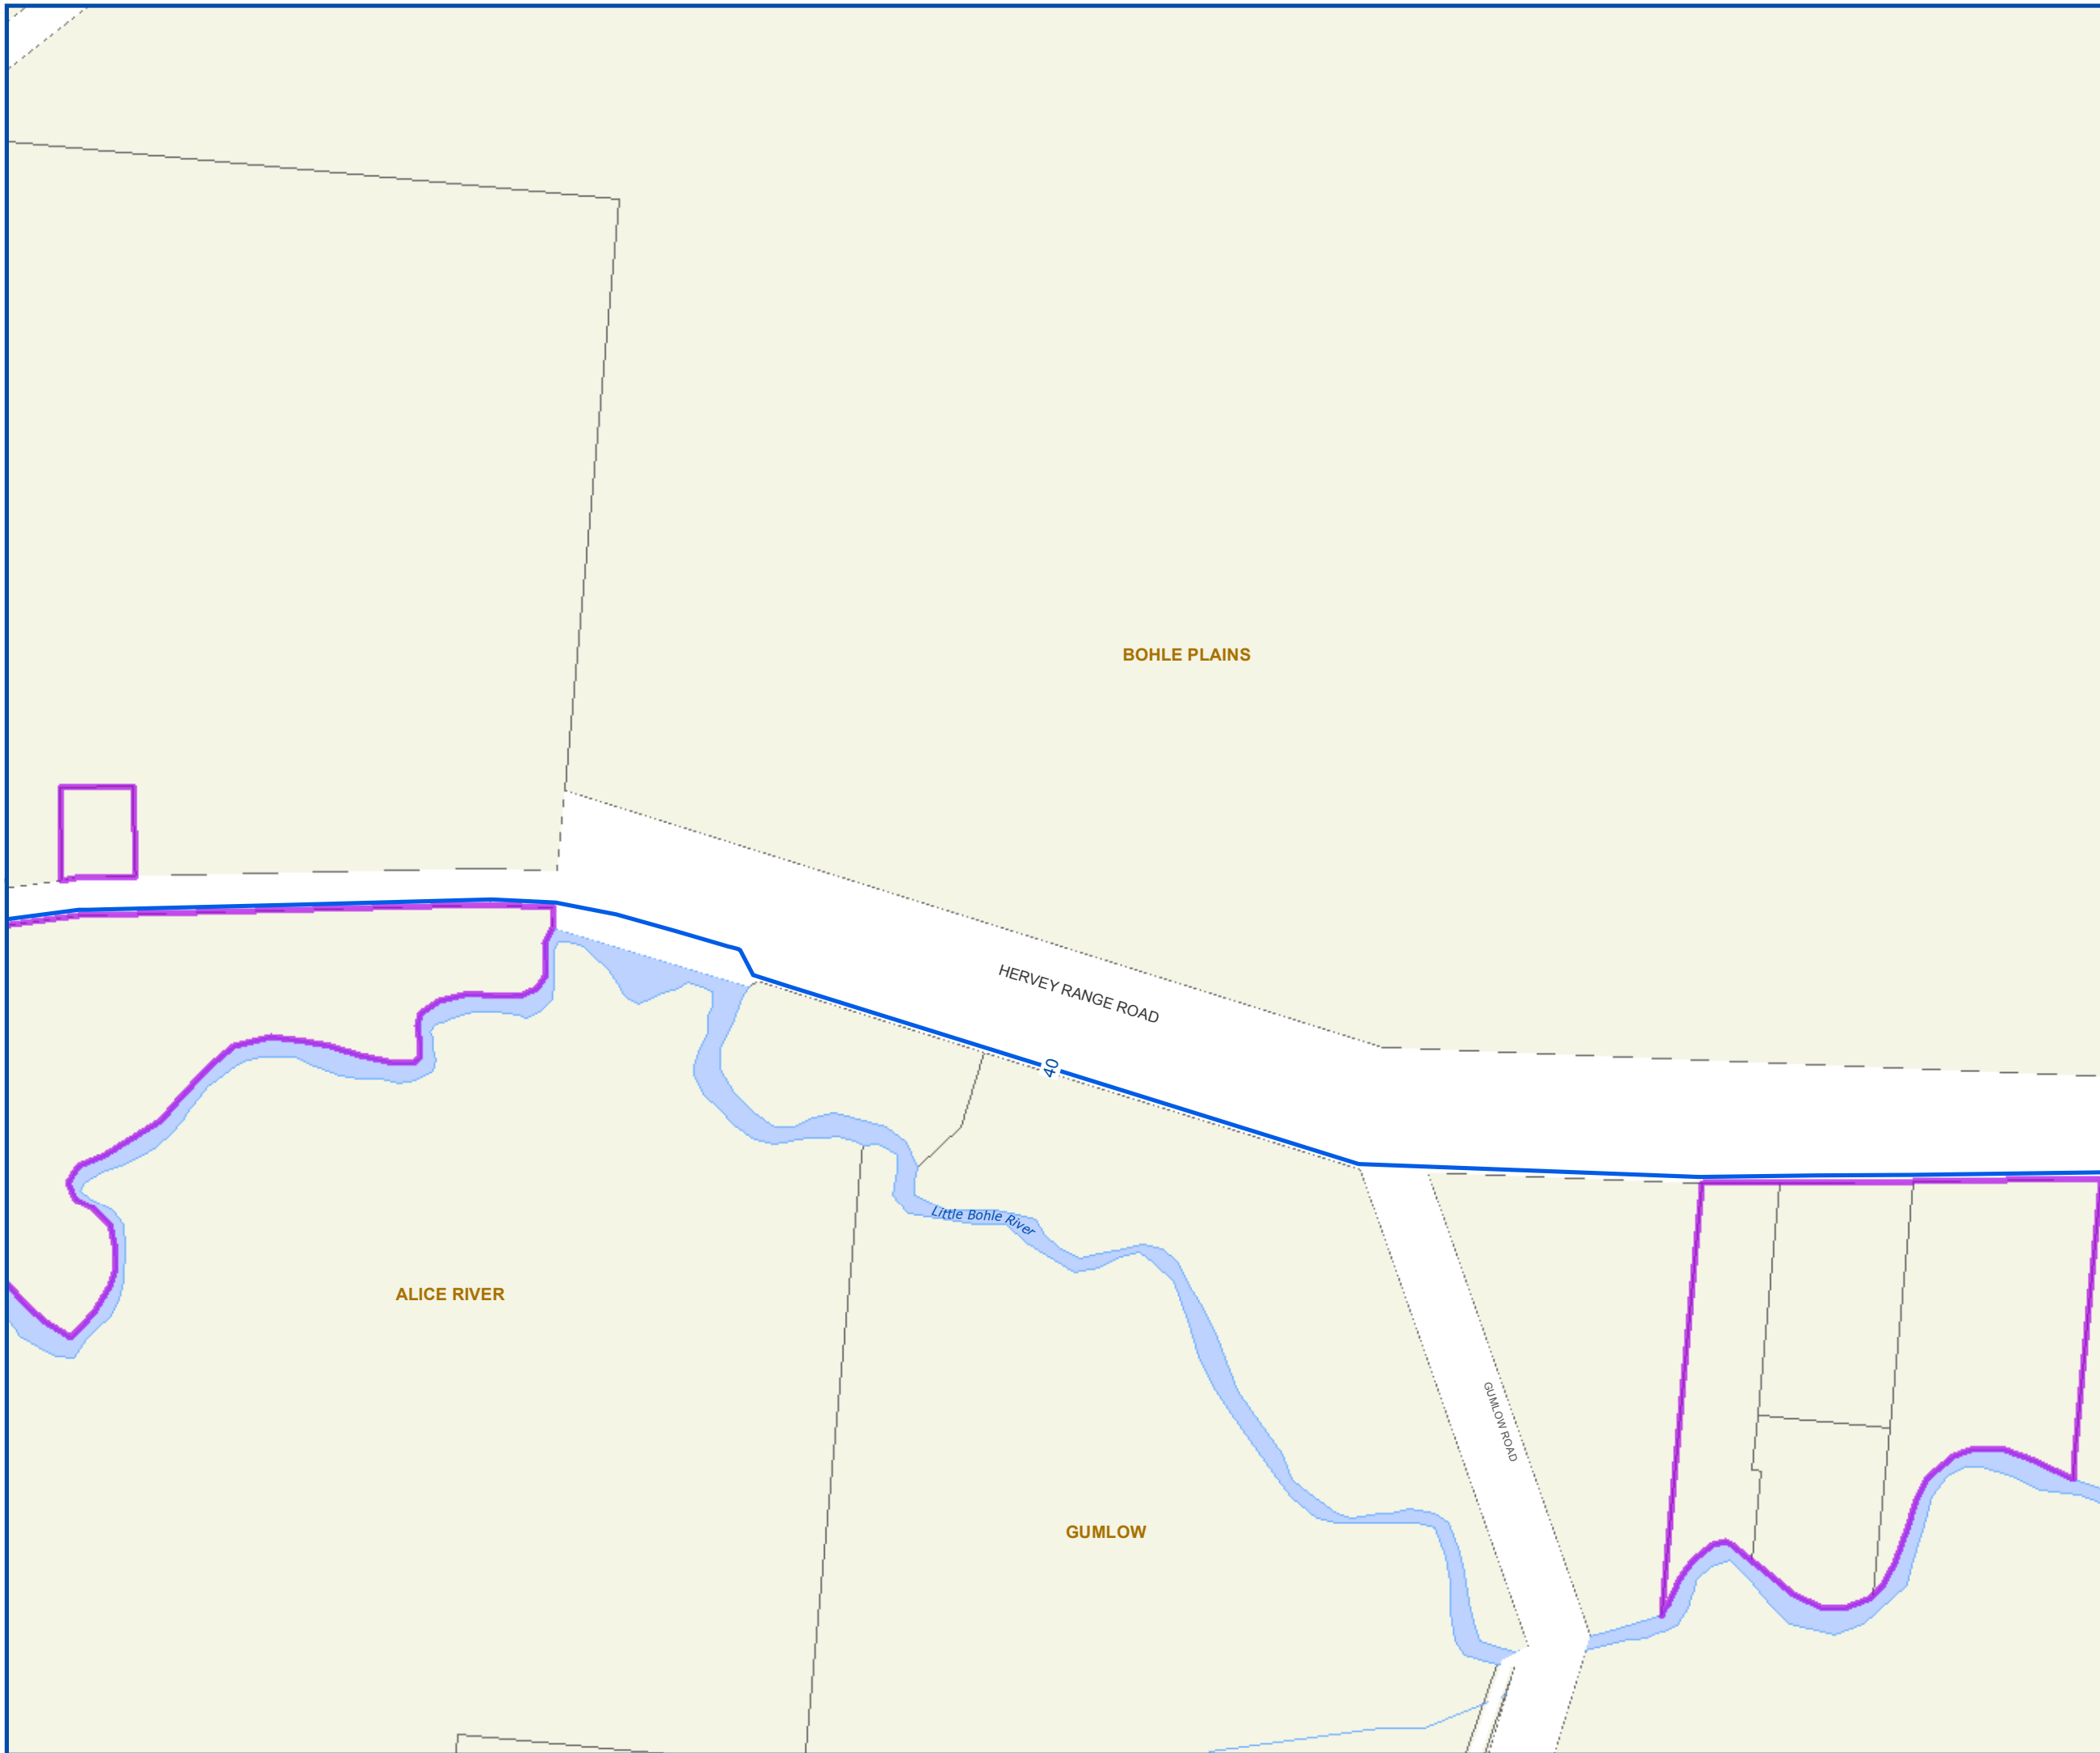 BOHLE PLAINS
HERVEY RANGE ROAD
40
Little Bohle River
ALICE RIVER
GUMLOW ROAD
GUMLOW